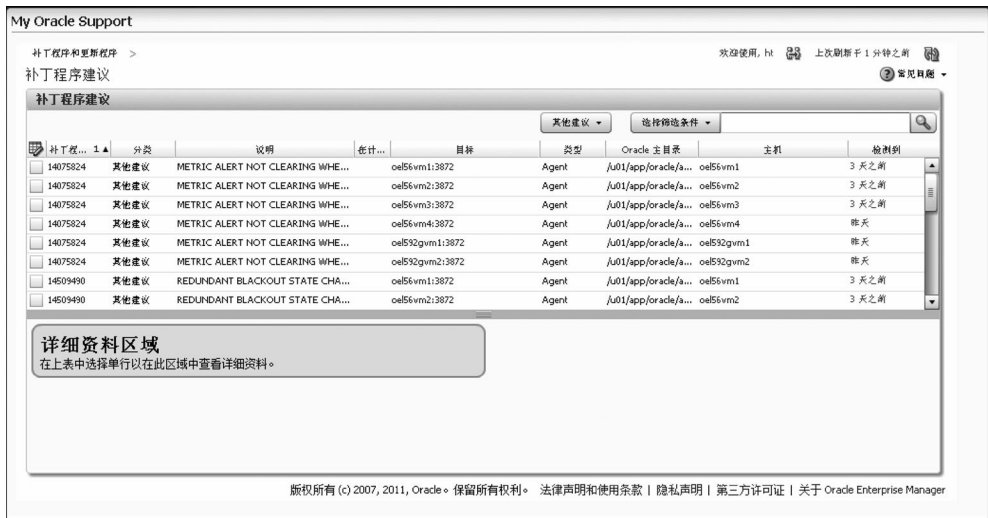 My Oracle Support
补丁程序和更新程序 >
欢迎使用, ht 上次刷新于 1 分钟之前
补丁程序建议
常见问题
补丁程序建议
其他建议 选择筛选条件
补丁程... 1 分类 说明 在计... 目标 类型 Oracle 主目录 主机 检测到
14075824 其他建议 METRIC ALERT NOT CLEARING WHE... oel56vm1:3872 Agent /u01/app/oracle/a... oel56vm1 3 天之前
14075824 其他建议 METRIC ALERT NOT CLEARING WHE... oel56vm2:3872 Agent /u01/app/oracle/a... oel56vm2 3 天之前
14075824 其他建议 METRIC ALERT NOT CLEARING WHE... oel56vm3:3872 Agent /u01/app/oracle/a... oel56vm3 3 天之前
14075824 其他建议 METRIC ALERT NOT CLEARING WHE... oel56vm4:3872 Agent /u01/app/oracle/a... oel56vm4 昨天
14075824 其他建议 METRIC ALERT NOT CLEARING WHE... oel592gvm1:3872 Agent /u01/app/oracle/a... oel592gvm1 昨天
14075824 其他建议 METRIC ALERT NOT CLEARING WHE... oel592gvm2:3872 Agent /u01/app/oracle/a... oel592gvm2 昨天
14509490 其他建议 REDUNDANT BLACKOUT STATE CHA... oel56vm1:3872 Agent /u01/app/oracle/a... oel56vm1 3 天之前
14509490 其他建议 REDUNDANT BLACKOUT STATE CHA... oel56vm2:3872 Agent /u01/app/oracle/a... oel56vm2 3 天之前
详细资料区域
在上表中选择单行以在此区域中查看详细资料。
版权所有 (c) 2007, 2011, Oracle。保留所有权利。 法律声明和使用条款 | 隐私声明 | 第三方许可证 | 关于 Oracle Enterprise Manager